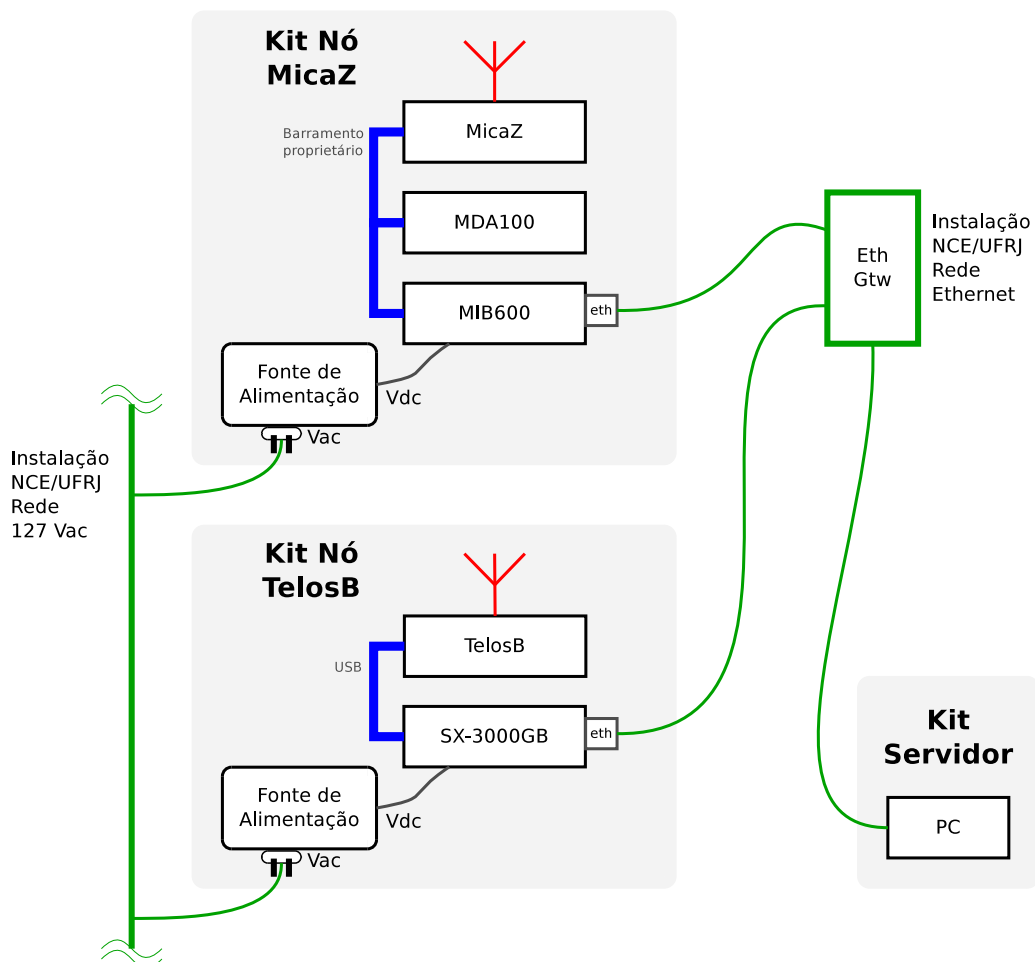 Kit Nó
MicaZ
MicaZ
Barramento
proprietário
MDA100
MIB600
eth
Fonte de
Alimentação
Vdc
Vac
Eth
Gtw
Instalação
NCE/UFRJ
Rede
Ethernet
Instalação
NCE/UFRJ
Rede
127 Vac
Kit Nó
TelosB
TelosB
USB
SX-3000GB
eth
Fonte de
Alimentação
Vdc
Vac
Kit
Servidor
PC